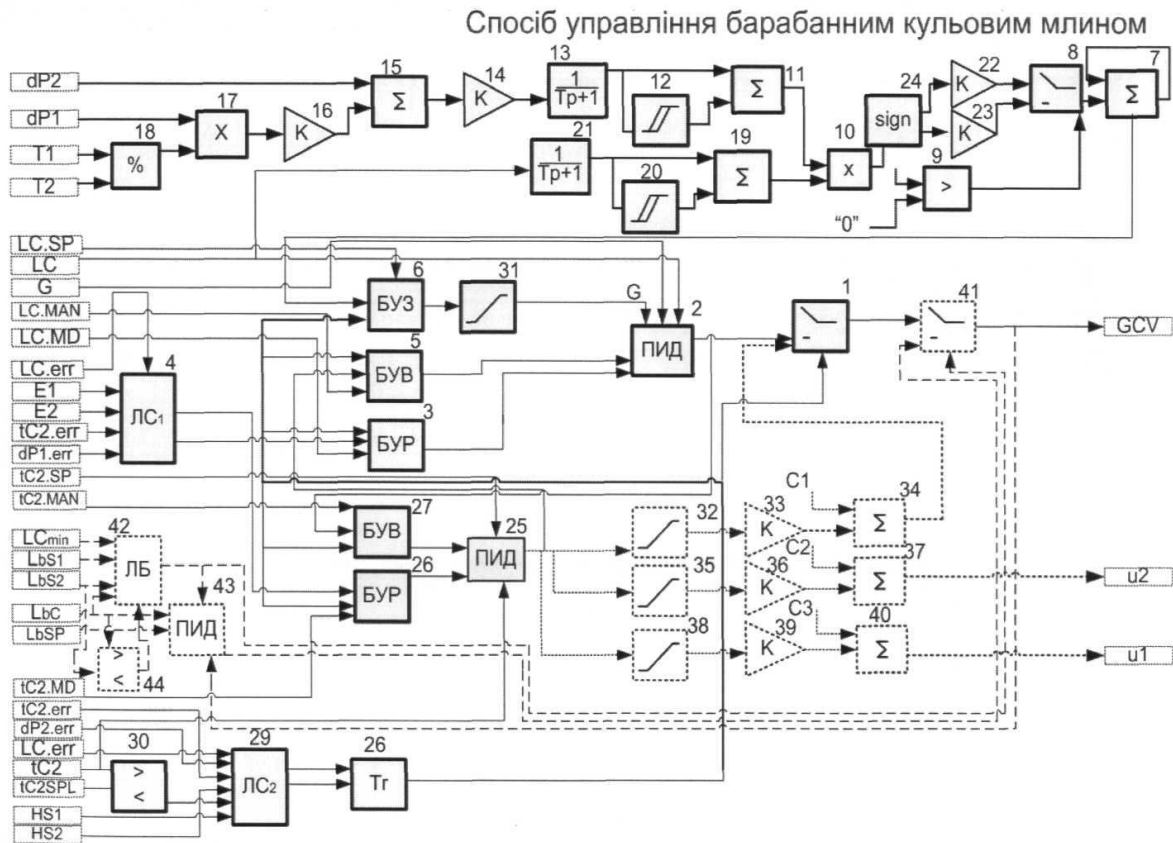 Спосіб управління барабанним кульовим млином
dP2
dP1
T1
T2
18
%
17
X
16
K
15
Σ
14
K
13
1
Tp+1
12
11
Σ
21
1
Tp+1
20
19
Σ
10
x
24
sign
22
K
23
K
9
>
"0"
8
-
7
Σ
LC.SP
LC
G
LC.MAN
LC.MD
LC.err
E1
E2
tC2.err
dP1.err
tC2.SP
tC2.MAN
4
ЛС1
6
БУЗ
31
G
2
ПИД
5
БУВ
3
БУР
1
-
41
-
GCV
27
БУВ
26
БУР
25
ПИД
32
33
K
C1
34
Σ
35
36
K
C2
37
Σ
u2
38
39
K
C3
40
Σ
u1
LCmin
LbS1
LbS2
LbC
LbSP
42
ЛБ
43
ПИД
44
>
<
tC2.MD
tC2.err
dP2.err
LC.err
tC2
tC2SPL
HS1
HS2
30
>
<
29
ЛС2
26
Тг